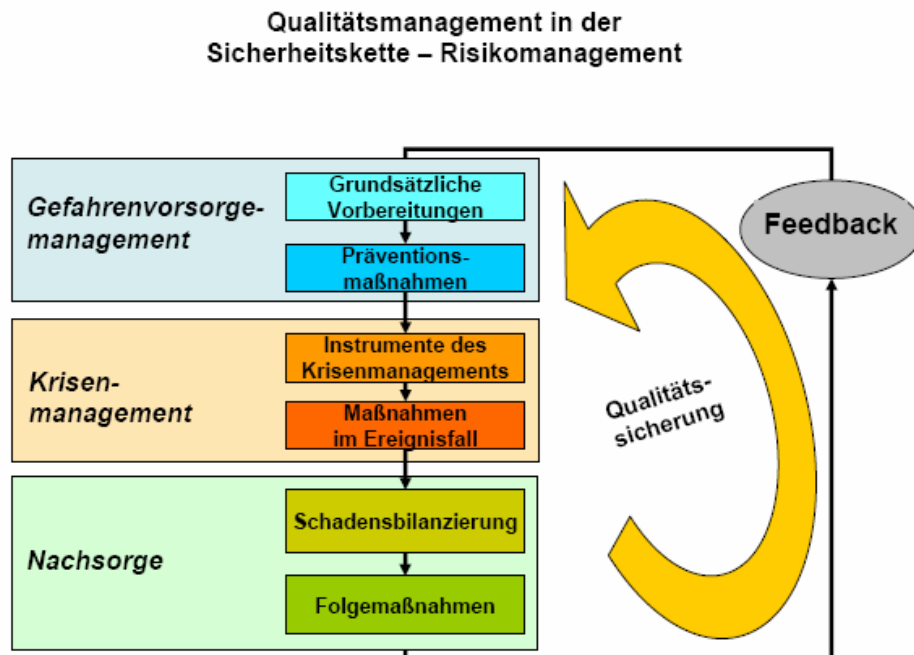 Qualitätsmanagement in der
Sicherheitskette – Risikomanagement
Gefahrenvorsorge-
management
Grundsätzliche
Vorbereitungen
Präventions-
maßnahmen
Krisen-
management
Instrumente des
Krisenmanagements
Maßnahmen
im Ereignisfall
Nachsorge
Schadensbilanzierung
Folgemaßnahmen
Qualitäts-
sicherung
Feedback